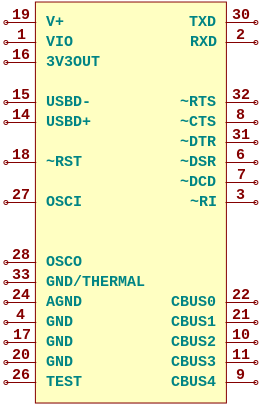 19 V+ TXD 30
1 VIO RXD 2
16 3V3OUT
15 USBD- ~RTS 32
14 USBD+ ~CTS 8
~DTR 31
18 ~RST ~DSR 6
~DCD 7
27 OSCI ~RI 3
28 OSCO
33 GND/THERMAL
24 AGND CBUS0 22
4 GND CBUS1 21
17 GND CBUS2 10
20 GND CBUS3 11
26 TEST CBUS4 9